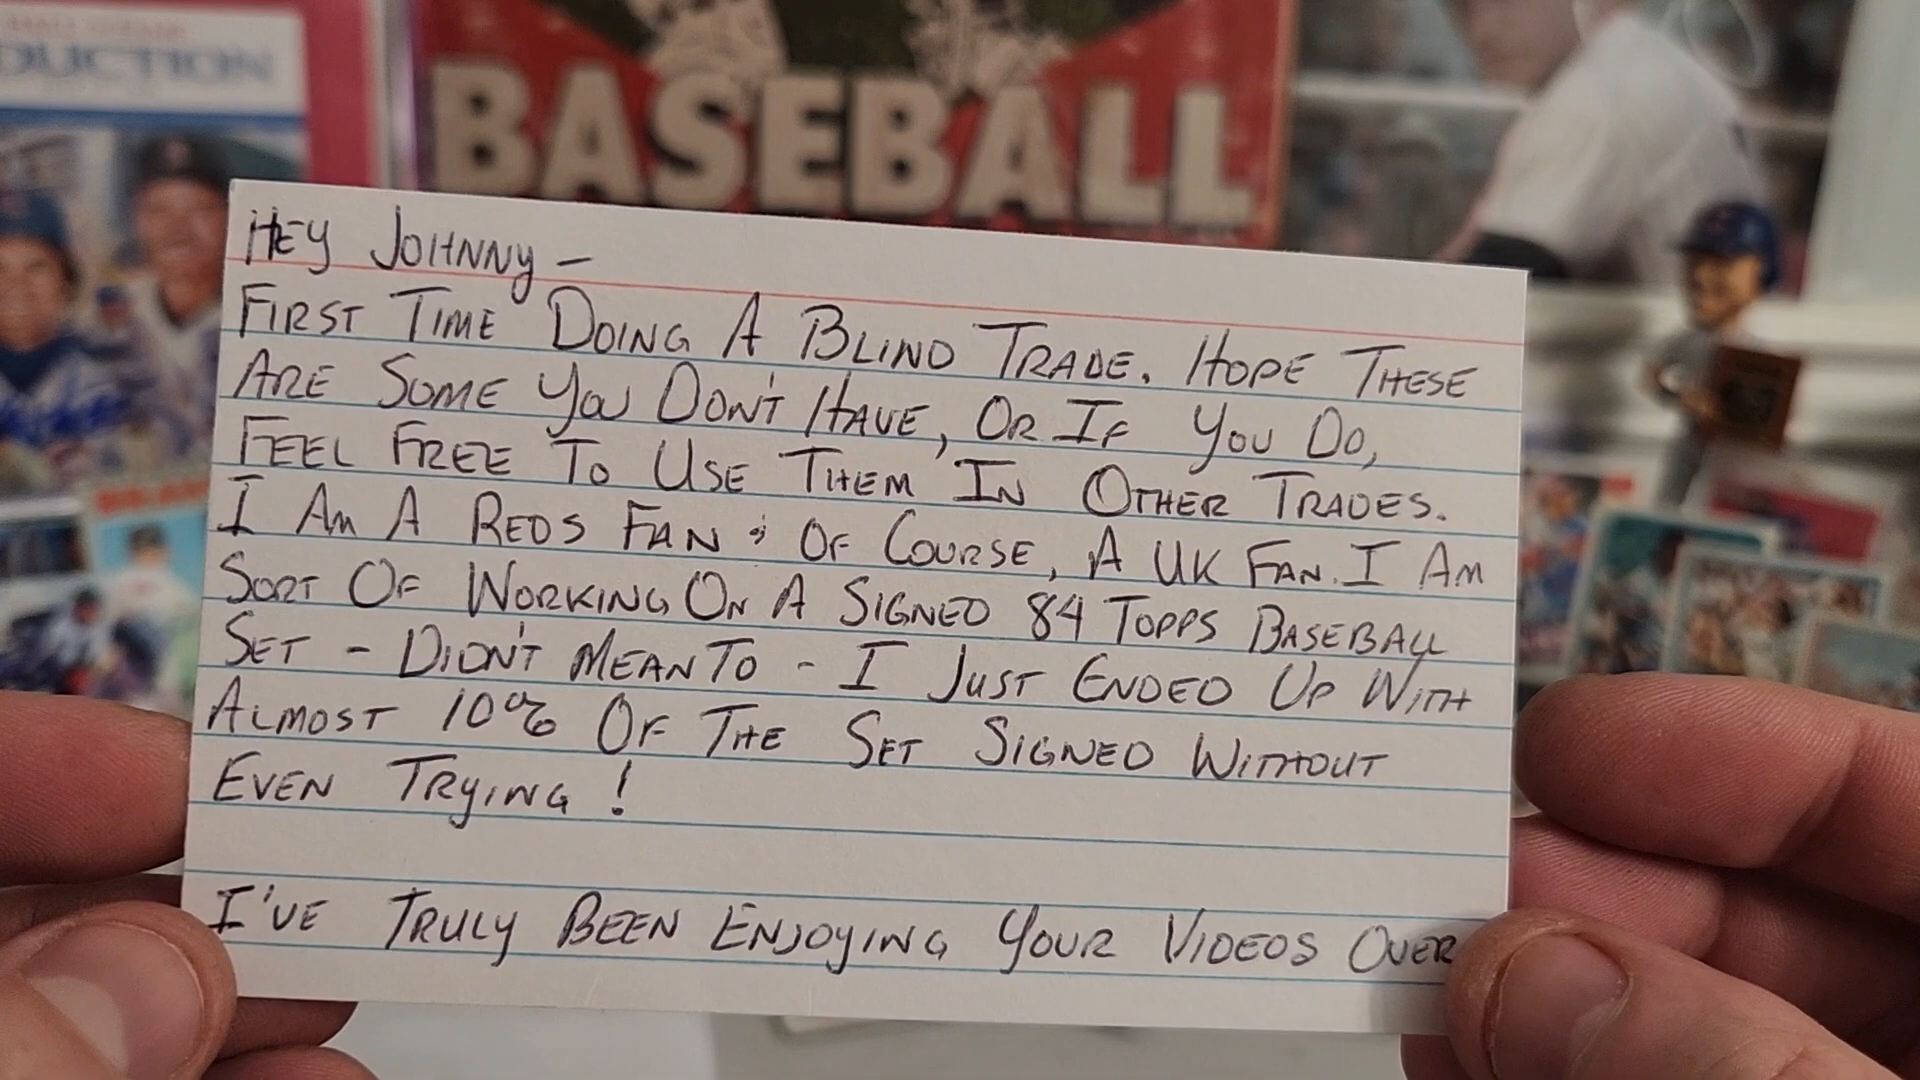 DUCTION
BASEBALL
HEY JOHNNY -
FIRST TIME DOING A BLIND TRADE. HOPE THESE
ARE SOME YOU DON'T HAVE, OR IF YOU DO,
FEEL FREE TO USE THEM IN OTHER TRADES.
I AM A REDS FAN & OF COURSE, A UK FAN. I AM
SORT OF WORKING ON A SIGNED 84 TOPPS BASEBALL
SET - DIDN'T MEAN TO - I JUST ENDED UP WITH
ALMOST 10% OF THE SET SIGNED WITHOUT
EVEN TRYING!
I'VE TRULY BEEN ENJOYING YOUR VIDEOS OVER